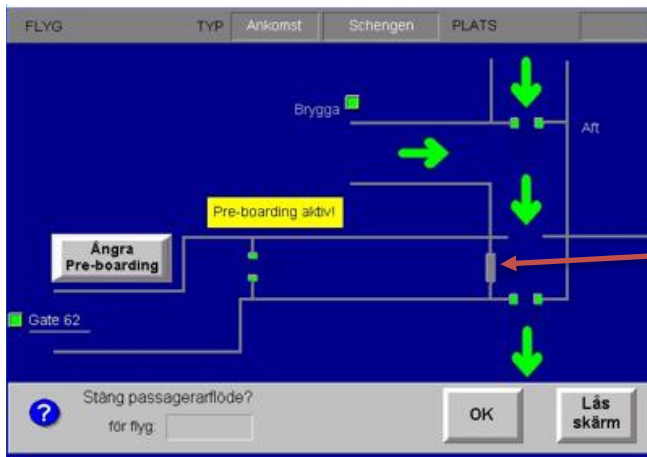 FLYG TYP Ankomst Schengen PLATS
Brygga
Aft
Pre-boarding aktiv!
Ångra
Pre-boarding
Gate 62
? Stäng passagerarflöde?
för flyg:
OK
Lås
skärm